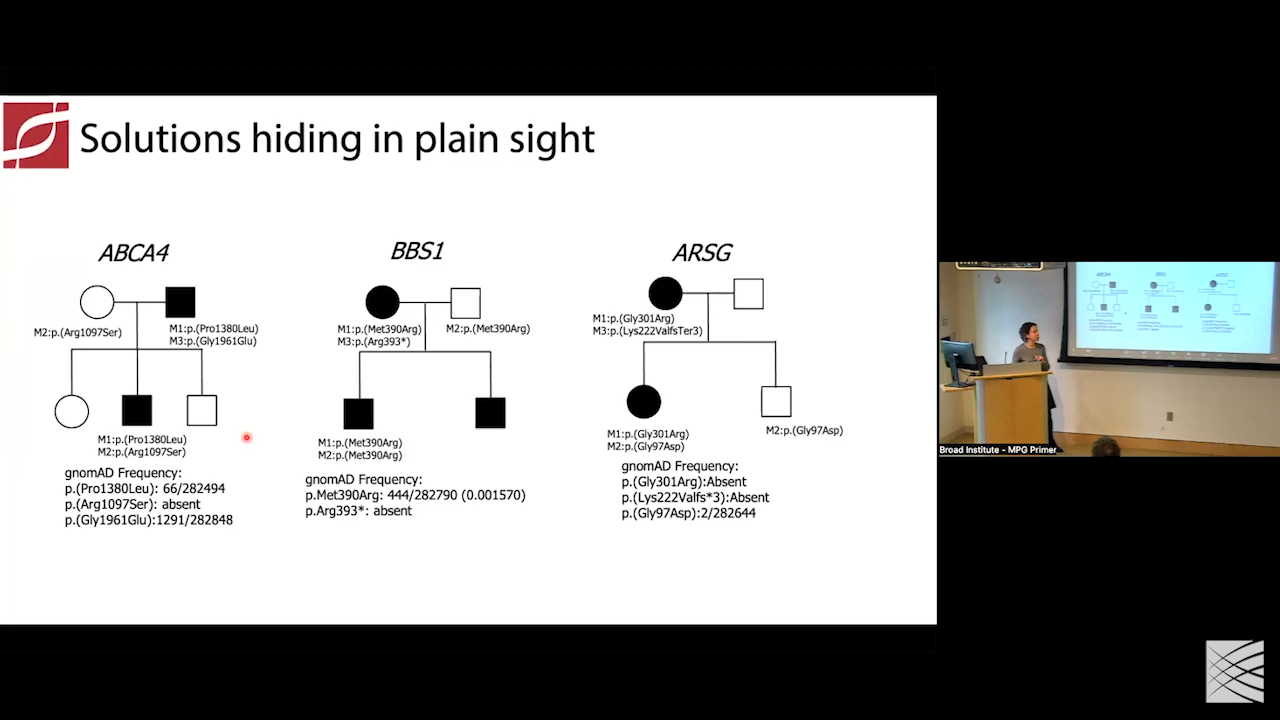 Solutions hiding in plain sight
ABCA4
M2:p.(Arg1097Ser)
M1:p.(Pro1380Leu)
M3:p.(Gly1961Glu)
M1:p.(Pro1380Leu)
M2:p.(Arg1097Ser)
gnomAD Frequency:
p.(Pro1380Leu): 66/282494
p.(Arg1097Ser): absent
p.(Gly1961Glu):1291/282848
BBS1
M1:p.(Met390Arg)
M3:p.(Arg393*)
M2:p.(Met390Arg)
M1:p.(Met390Arg)
M2:p.(Met390Arg)
gnomAD Frequency:
p.Met390Arg: 444/282790 (0.001570)
p.Arg393*: absent
ARSG
M1:p.(Gly301Arg)
M3:p.(Lys222ValfsTer3)
M1:p.(Gly301Arg)
M2:p.(Gly97Asp)
M2:p.(Gly97Asp)
gnomAD Frequency:
p.(Gly301Arg):Absent
p.(Lys222Valfs*3):Absent
p.(Gly97Asp):2/282644
Broad Institute - MPG Primer